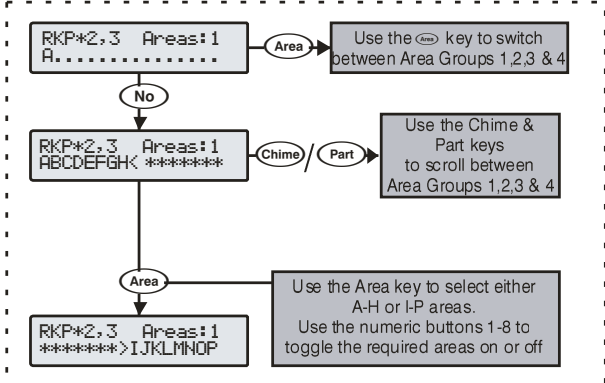 RKP*2,3 Areas:1
A...............
Area
Use the Area key to switch
between Area Groups 1,2,3 & 4
No
RKP*2,3 Areas:1
ABCDEFGH< *******
Chime / Part
Use the Chime &
Part keys
to scroll between
Area Groups 1,2,3 & 4
Area
Use the Area key to select either
A-H or I-P areas.
Use the numeric buttons 1-8 to
toggle the required areas on or off
RKP*2,3 Areas:1
*******>IJKLMNOP